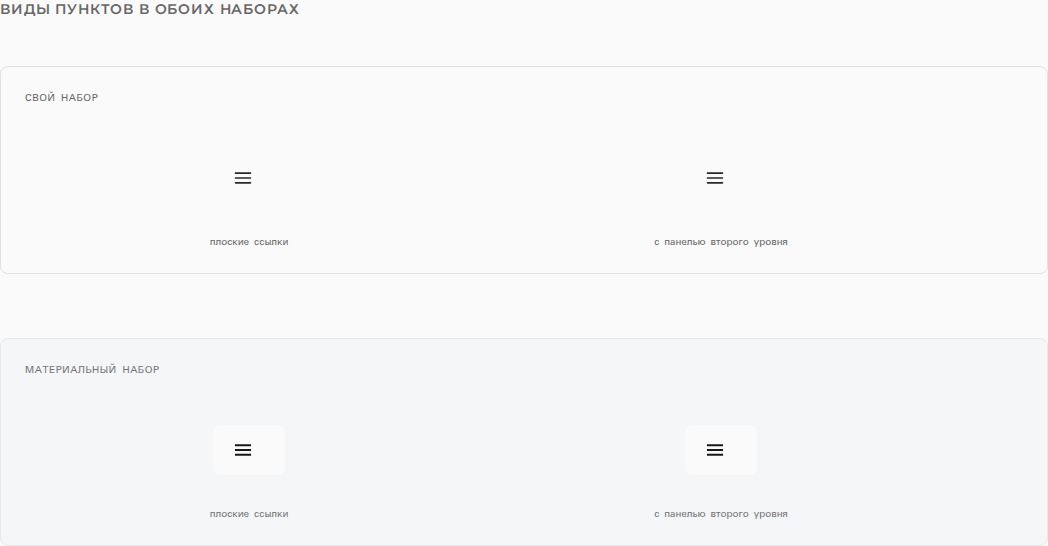 ВИДЫ ПУНКТОВ В ОБОИХ НАБОРАХ
СВОЙ НАБОР
плоские ссылки
с панелью второго уровня
МАТЕРИАЛЬНЫЙ НАБОР
плоские ссылки
с панелью второго уровня